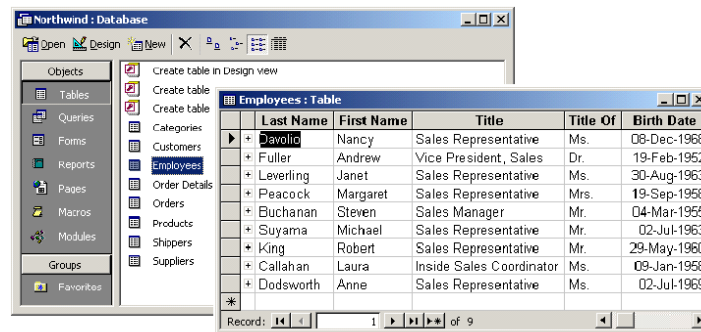 Northwind : Database
Open Design New
Objects
Tables
Queries
Forms
Reports
Pages
Macros
Modules
Groups
Favorites
Create table in Design view
Create table
Create table
Categories
Customers
Employees
Order Details
Orders
Products
Shippers
Suppliers
Employees : Table
Last Name First Name Title Title Of Birth Date
+ Davolio Nancy Sales Representative Ms. 08-Dec-1968
+ Fuller Andrew Vice President, Sales Dr. 19-Feb-1952
+ Leverling Janet Sales Representative Ms. 30-Aug-1963
+ Peacock Margaret Sales Representative Mrs. 19-Sep-1958
+ Buchanan Steven Sales Manager Mr. 04-Mar-1955
+ Suyama Michael Sales Representative Mr. 02-Jul-1963
+ King Robert Sales Representative Mr. 29-May-1960
+ Callahan Laura Inside Sales Coordinator Ms. 09-Jan-1958
+ Dodsworth Anne Sales Representative Ms. 02-Jul-1969
Record: 1 of 9